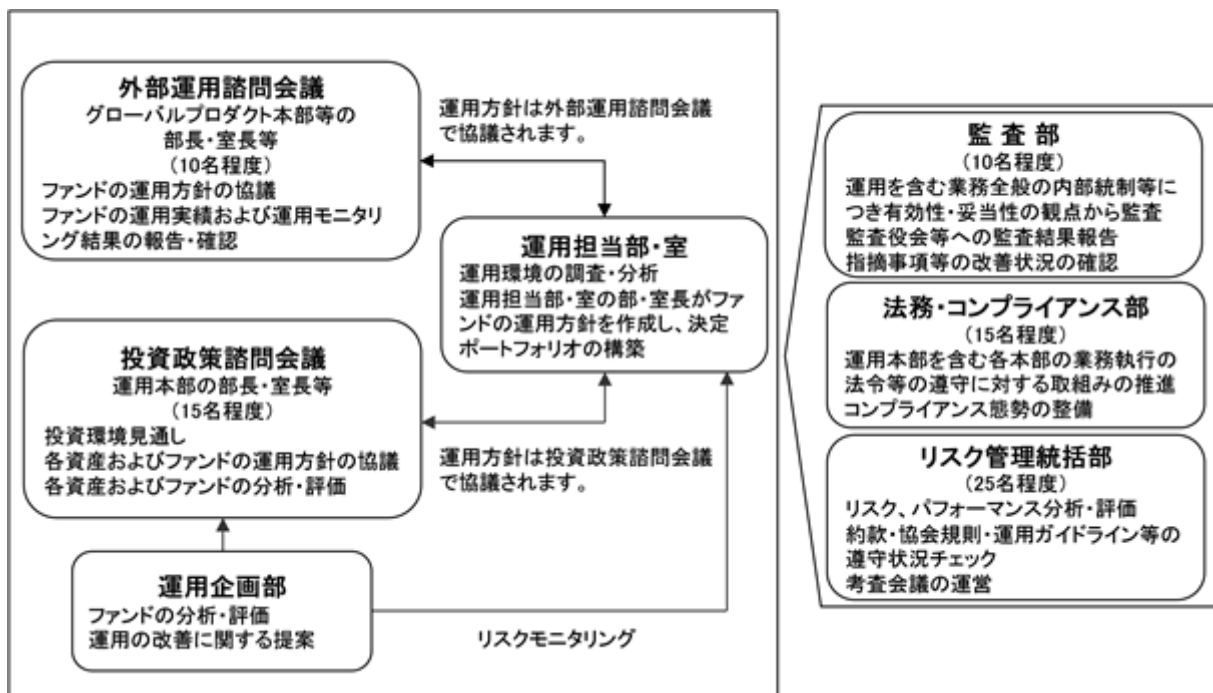 外部運用諮問会議
グローバルプロダクト本部等の
部長・室長等
(10名程度)
ファンドの運用方針の協議
ファンドの運用実績および運用モニタリ
ング結果の報告・確認
運用方針は外部運用諮問会議
で協議されます。
運用担当部・室
運用環境の調査・分析
運用担当部・室の部・室長がファ
ンドの運用方針を作成し、決定
ポートフォリオの構築
投資政策諮問会議
運用本部の部長・室長等
(15名程度)
投資環境見通し
各資産およびファンドの運用方針の協議
各資産およびファンドの分析・評価
運用方針は投資政策諮問会議
で協議されます。
運用企画部
ファンドの分析・評価
運用の改善に関する提案
リスクモニタリング
監 査 部
(10名程度)
運用を含む業務全般の内部統制等に
つき有効性・妥当性の観点から監査
監査役会等への監査結果報告
指摘事項等の改善状況の確認
法務・コンプライアンス部
(15名程度)
運用本部を含む各本部の業務執行の
法令等の遵守に対する取組みの推進
コンプライアンス態勢の整備
リスク管理統括部
(25名程度)
リスク、パフォーマンス分析・評価
約款・協会規則・運用ガイドライン等の
遵守状況チェック
考査会議の運営